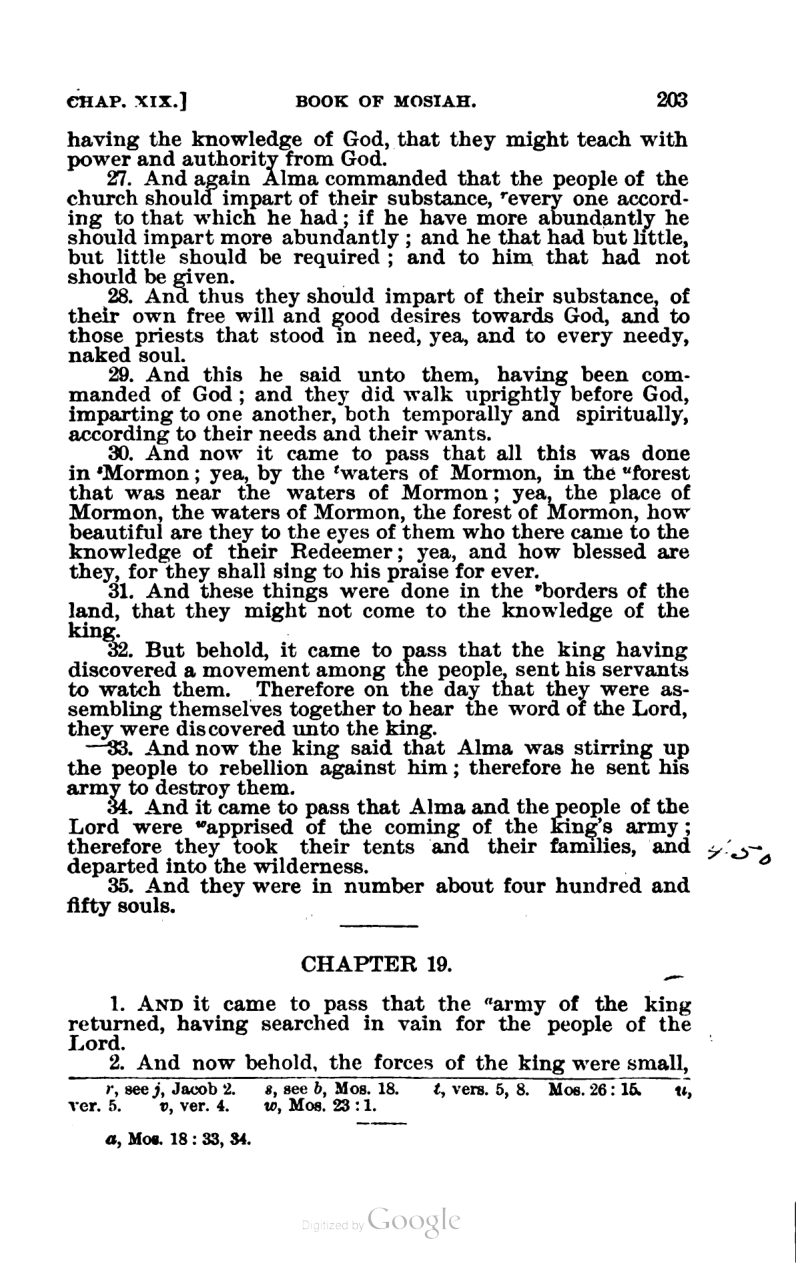 CHAP. XIX.] BOOK OF MOSIAH. 203
having the knowledge of God, that they might teach with
power and authority from God.
27. And again Alma commanded that the people of the
church should impart of their substance, ʳevery one accord-
ing to that which he had; if he have more abundantly he
should impart more abundantly; and he that had but little,
but little should be required; and to him that had not
should be given.
28. And thus they should impart of their substance, of
their own free will and good desires towards God, and to
those priests that stood in need, yea, and to every needy,
naked soul.
29. And this he said unto them, having been com-
manded of God; and they did walk uprightly before God,
imparting to one another, both temporally and spiritually,
according to their needs and their wants.
30. And now it came to pass that all this was done
in ˢMormon; yea, by the ᵗwaters of Mormon, in the ᵘforest
that was near the waters of Mormon; yea, the place of
Mormon, the waters of Mormon, the forest of Mormon, how
beautiful are they to the eyes of them who there came to the
knowledge of their Redeemer; yea, and how blessed are
they, for they shall sing to his praise for ever.
31. And these things were done in the ᵛborders of the
land, that they might not come to the knowledge of the
king.
32. But behold, it came to pass that the king having
discovered a movement among the people, sent his servants
to watch them. Therefore on the day that they were as-
sembling themselves together to hear the word of the Lord,
they were discovered unto the king.
33. And now the king said that Alma was stirring up
the people to rebellion against him; therefore he sent his
army to destroy them.
34. And it came to pass that Alma and the people of the
Lord were ʷapprised of the coming of the king's army;
therefore they took their tents and their families, and 450
departed into the wilderness.
35. And they were in number about four hundred and
fifty souls.
CHAPTER 19.
1. AND it came to pass that the ᵃarmy of the king
returned, having searched in vain for the people of the
Lord.
2. And now behold, the forces of the king were small,
r, see j, Jacob 2. s, see b, Mos. 18. t, vers. 5, 8. Mos. 26:15. u,
ver. 5. v, ver. 4. w, Mos. 23:1.
a, Mos. 18:33, 34.
Digitized by Google